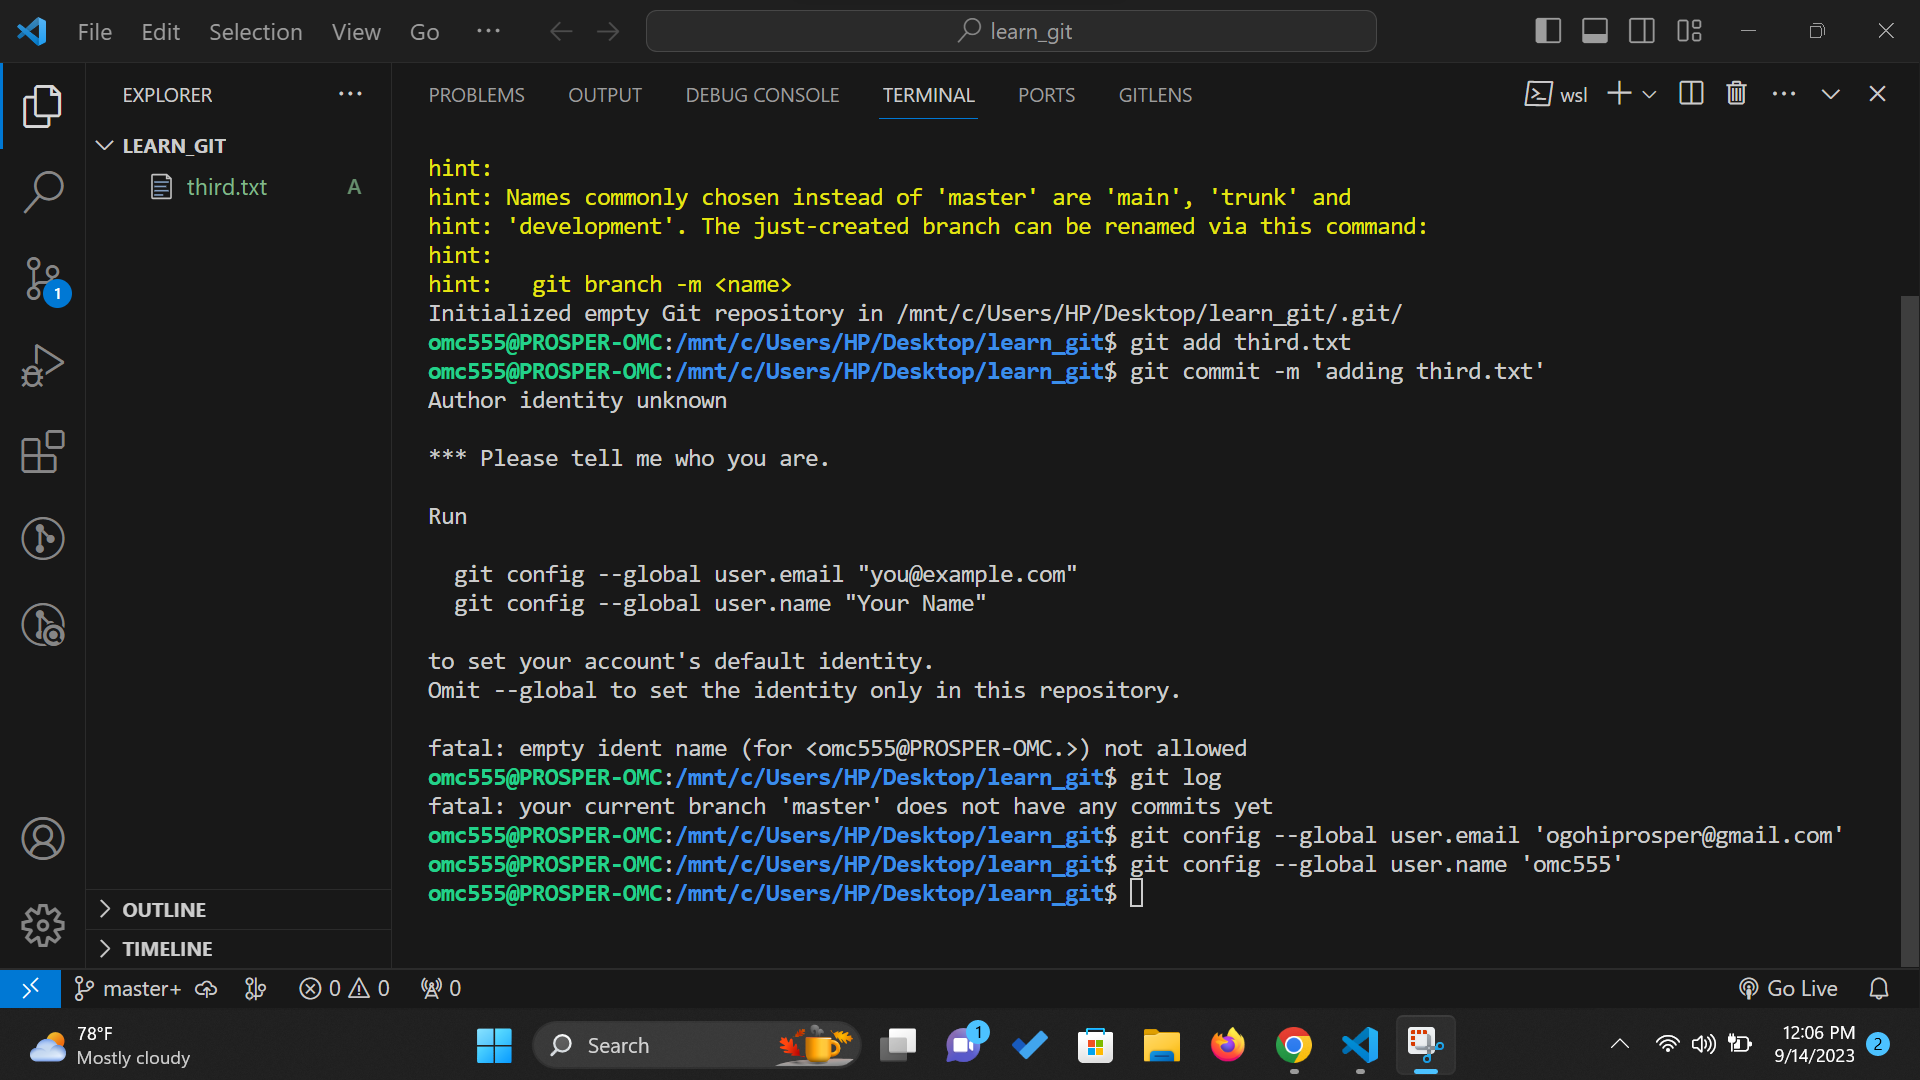 File Edit Selection View Go ··· learn_git
EXPLORER ···
LEARN_GIT
third.txt A
1
OUTLINE
TIMELINE
PROBLEMS OUTPUT DEBUG CONSOLE TERMINAL PORTS GITLENS wsl ···
hint:
hint: Names commonly chosen instead of 'master' are 'main', 'trunk' and
hint: 'development'. The just-created branch can be renamed via this command:
hint:
hint:   git branch -m <name>
Initialized empty Git repository in /mnt/c/Users/HP/Desktop/learn_git/.git/
omc555@PROSPER-OMC:/mnt/c/Users/HP/Desktop/learn_git$ git add third.txt
omc555@PROSPER-OMC:/mnt/c/Users/HP/Desktop/learn_git$ git commit -m 'adding third.txt'
Author identity unknown
*** Please tell me who you are.
Run
  git config --global user.email "you@example.com"
  git config --global user.name "Your Name"
to set your account's default identity.
Omit --global to set the identity only in this repository.
fatal: empty ident name (for <omc555@PROSPER-OMC.>) not allowed
omc555@PROSPER-OMC:/mnt/c/Users/HP/Desktop/learn_git$ git log
fatal: your current branch 'master' does not have any commits yet
omc555@PROSPER-OMC:/mnt/c/Users/HP/Desktop/learn_git$ git config --global user.email 'ogohiprosper@gmail.com'
omc555@PROSPER-OMC:/mnt/c/Users/HP/Desktop/learn_git$ git config --global user.name 'omc555'
omc555@PROSPER-OMC:/mnt/c/Users/HP/Desktop/learn_git$
master+ 0 0 0 Go Live
78°F
Mostly cloudy
Search
1
12:06 PM
9/14/2023
2